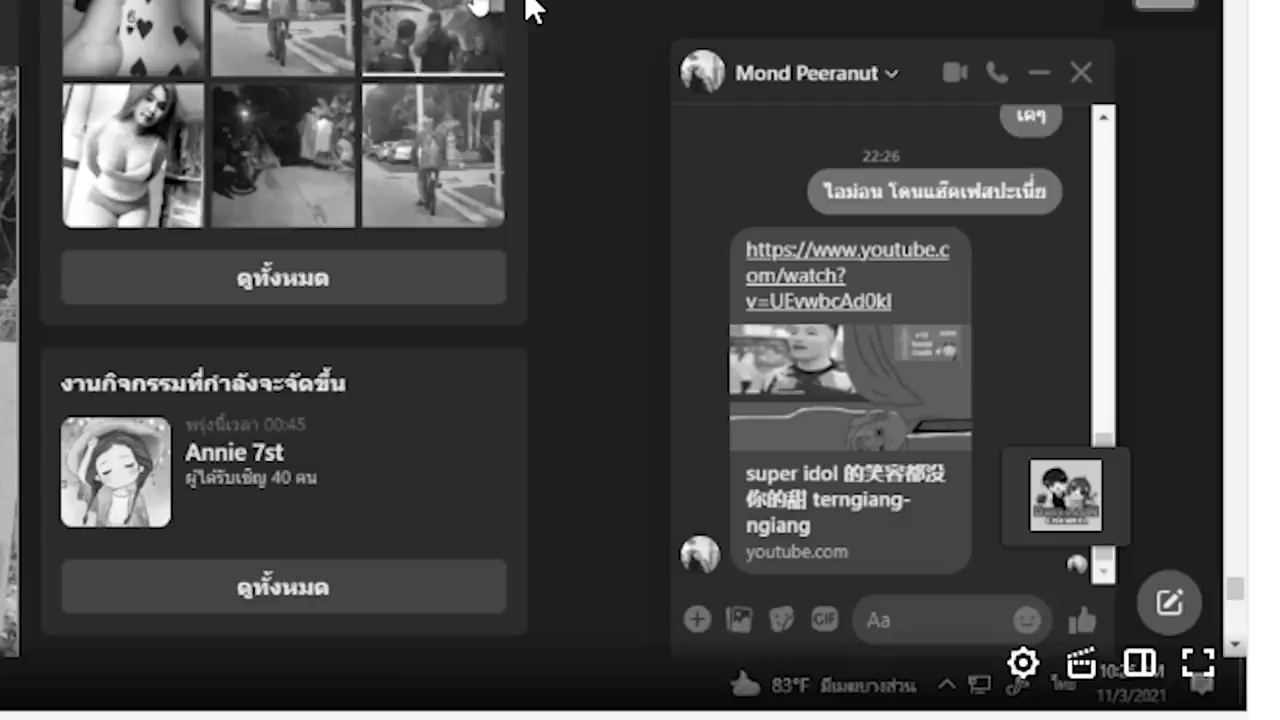 ดูทั้งหมด
งานกิจกรรมที่กำลังจะจัดขึ้น
พรุ่งนี้เวลา 00:45
Annie 7st
ผู้ได้รับเชิญ 40 คน
ดูทั้งหมด
Mond Peeranut
เคๆ
22:26
ไอม่อน โดนแฮ๊คเฟสปะเนี่ย
https://www.youtube.c
om/watch?
v=UEvwbcAd0kI
super idol 的笑容都没
你的甜 terngiang-
ngiang
youtube.com
GIF
Aa
83°F มีเมฆบางส่วน
ไทย
11/3/2021